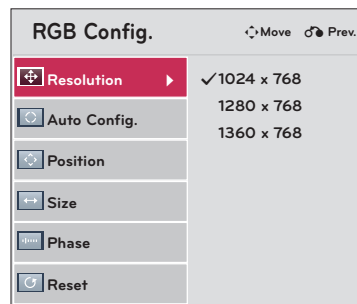 RGB Config.
Move Prev.
Resolution
1024 x 768
1280 x 768
1360 x 768
Auto Config.
Position
Size
Phase
Reset